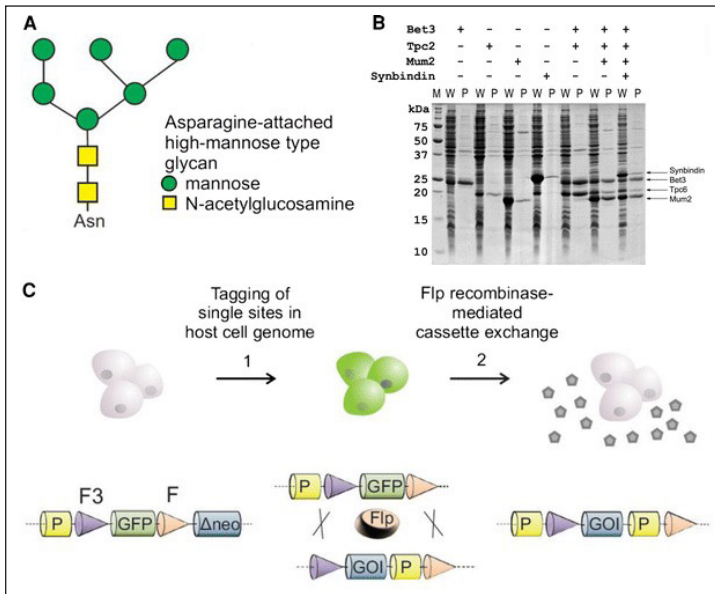 A
Asparagine-attached
high-mannose type
glycan
mannose
N-acetylglucosamine
Asn
B
Bet3 + - - - + + +
Tpc2 - + - - + + +
Mum2 - - + - - + +
Synbindin - - - + - - +
M W P W P W P W P W P W P W P
kDa
75
50
37
25
20
15
10
Synbindin
Bet3
Tpc6
Mum2
C
Tagging of
single sites in
host cell genome
1
Flp recombinase-
mediated
cassette exchange
2
F3 F
P GFP Δneo
P GFP
Flp
GOI P
P GOI P